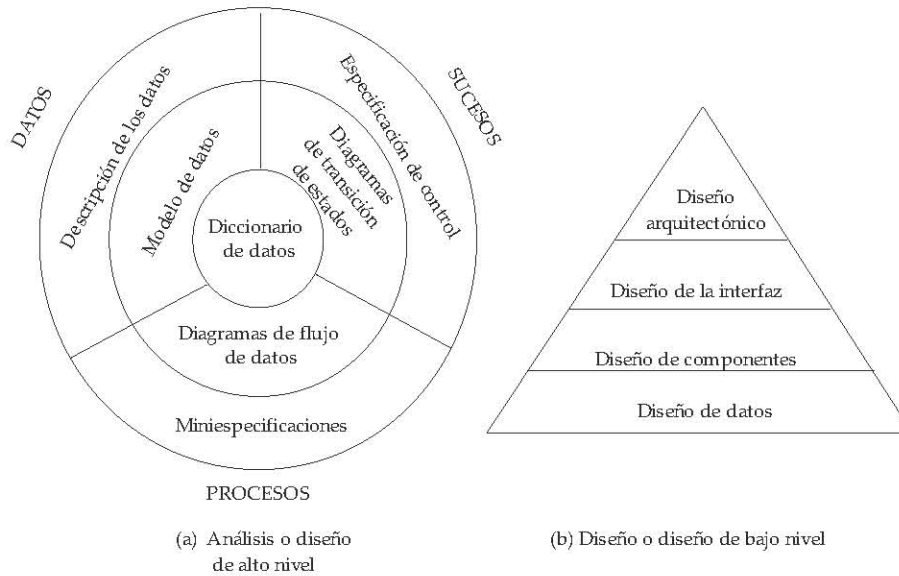 DATOS
Descripción de los datos
Modelo de datos
SUCESOS
Especificación de control
Diagramas
de transición
de estados
Diccionario
de datos
Diagramas de flujo
de datos
Miniespecificaciones
PROCESOS
(a) Análisis o diseño
de alto nivel
Diseño
arquitectónico
Diseño de la interfaz
Diseño de componentes
Diseño de datos
(b) Diseño o diseño de bajo nivel